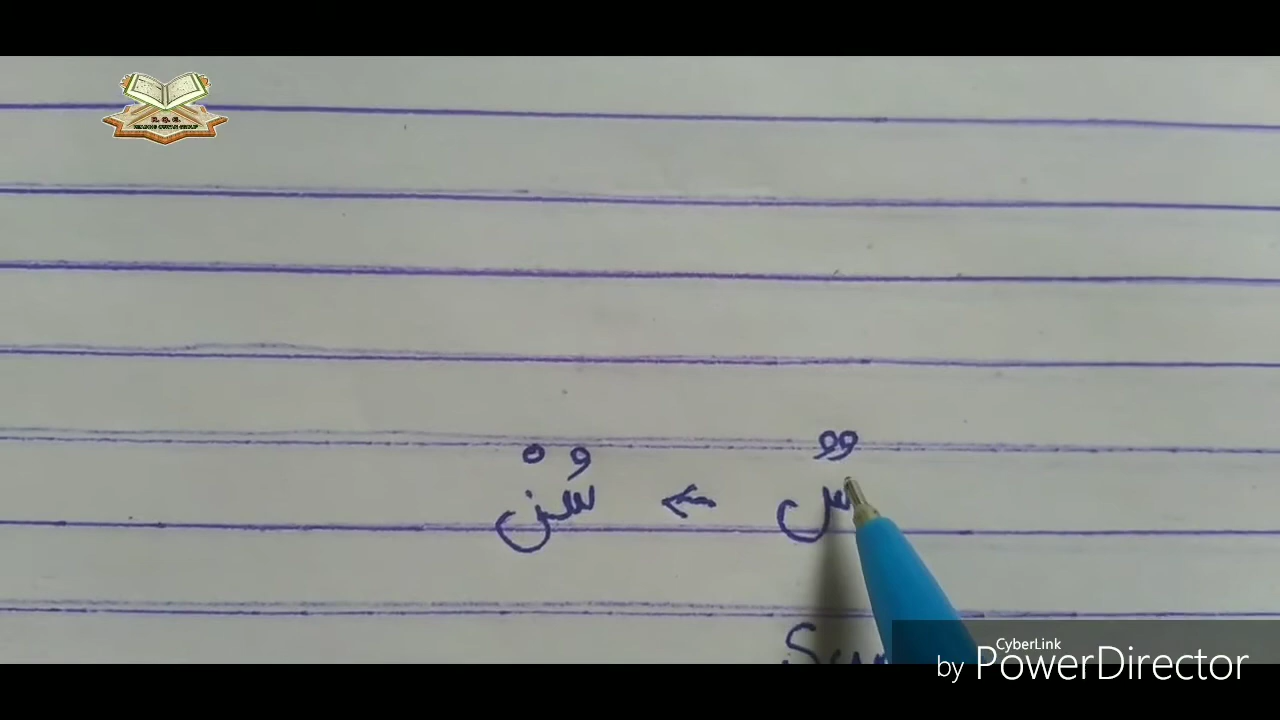 R. Q. G.
سٌ ← سُنْ
CyberLink
by PowerDirector